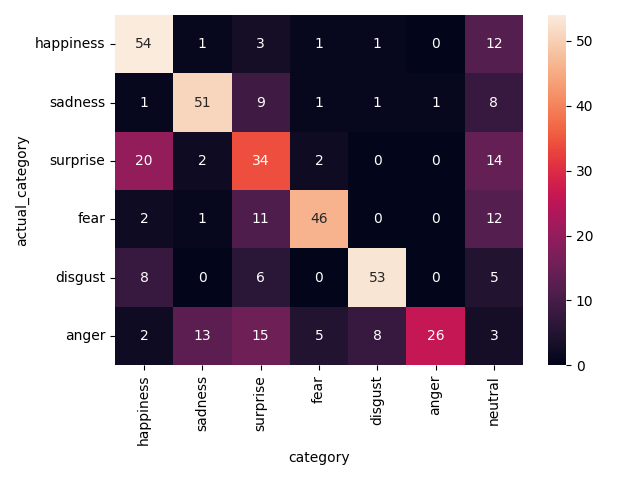 happiness 54 1 3 1 1 0 12
sadness 1 51 9 1 1 1 8
surprise 20 2 34 2 0 0 14
fear 2 1 11 46 0 0 12
disgust 8 0 6 0 53 0 5
anger 2 13 15 5 8 26 3
happiness sadness surprise fear disgust anger neutral
category
actual_category
50
40
30
20
10
0